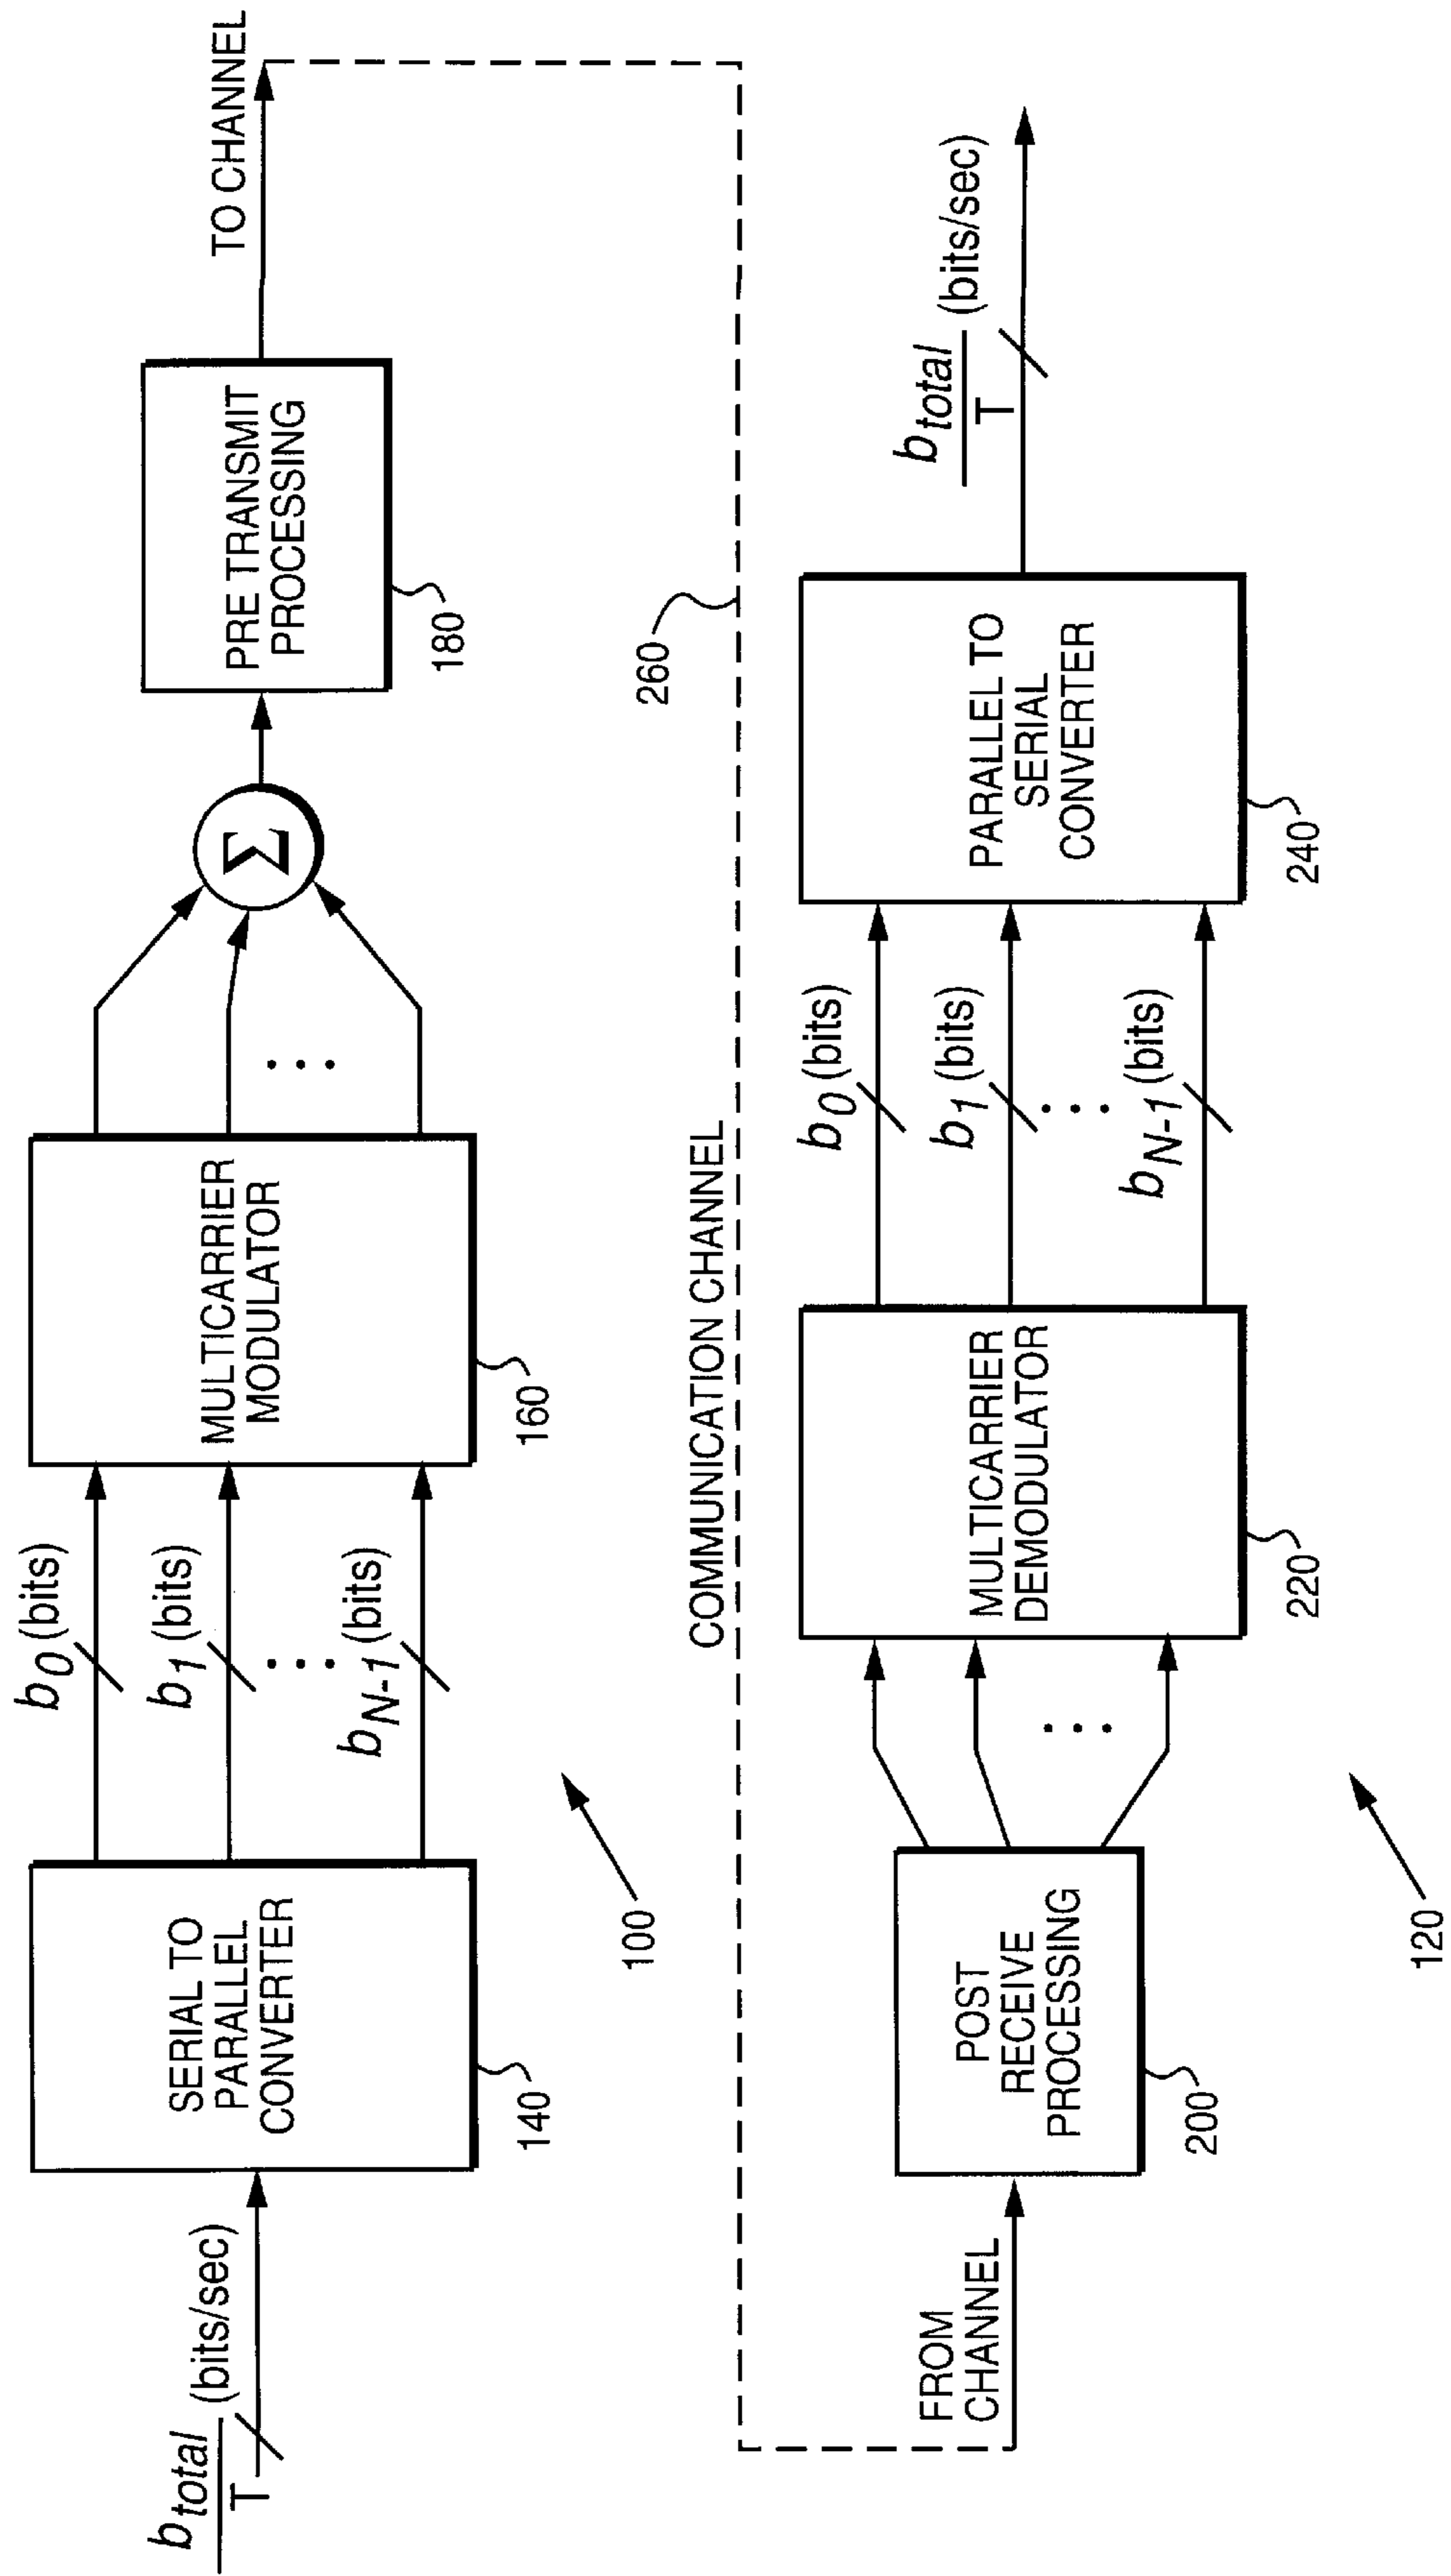 b_total
T
(bits/sec)
SERIAL TO
PARALLEL
CONVERTER
140
b_0 (bits)
b_1 (bits)
b_N-1 (bits)
100
MULTICARRIER
MODULATOR
160
Σ
PRE TRANSMIT
PROCESSING
180
TO CHANNEL
COMMUNICATION CHANNEL
260
FROM
CHANNEL
POST
RECEIVE
PROCESSING
200
120
MULTICARRIER
DEMODULATOR
220
b_0 (bits)
b_1 (bits)
b_N-1 (bits)
PARALLEL TO
SERIAL
CONVERTER
240
b_total
T
(bits/sec)